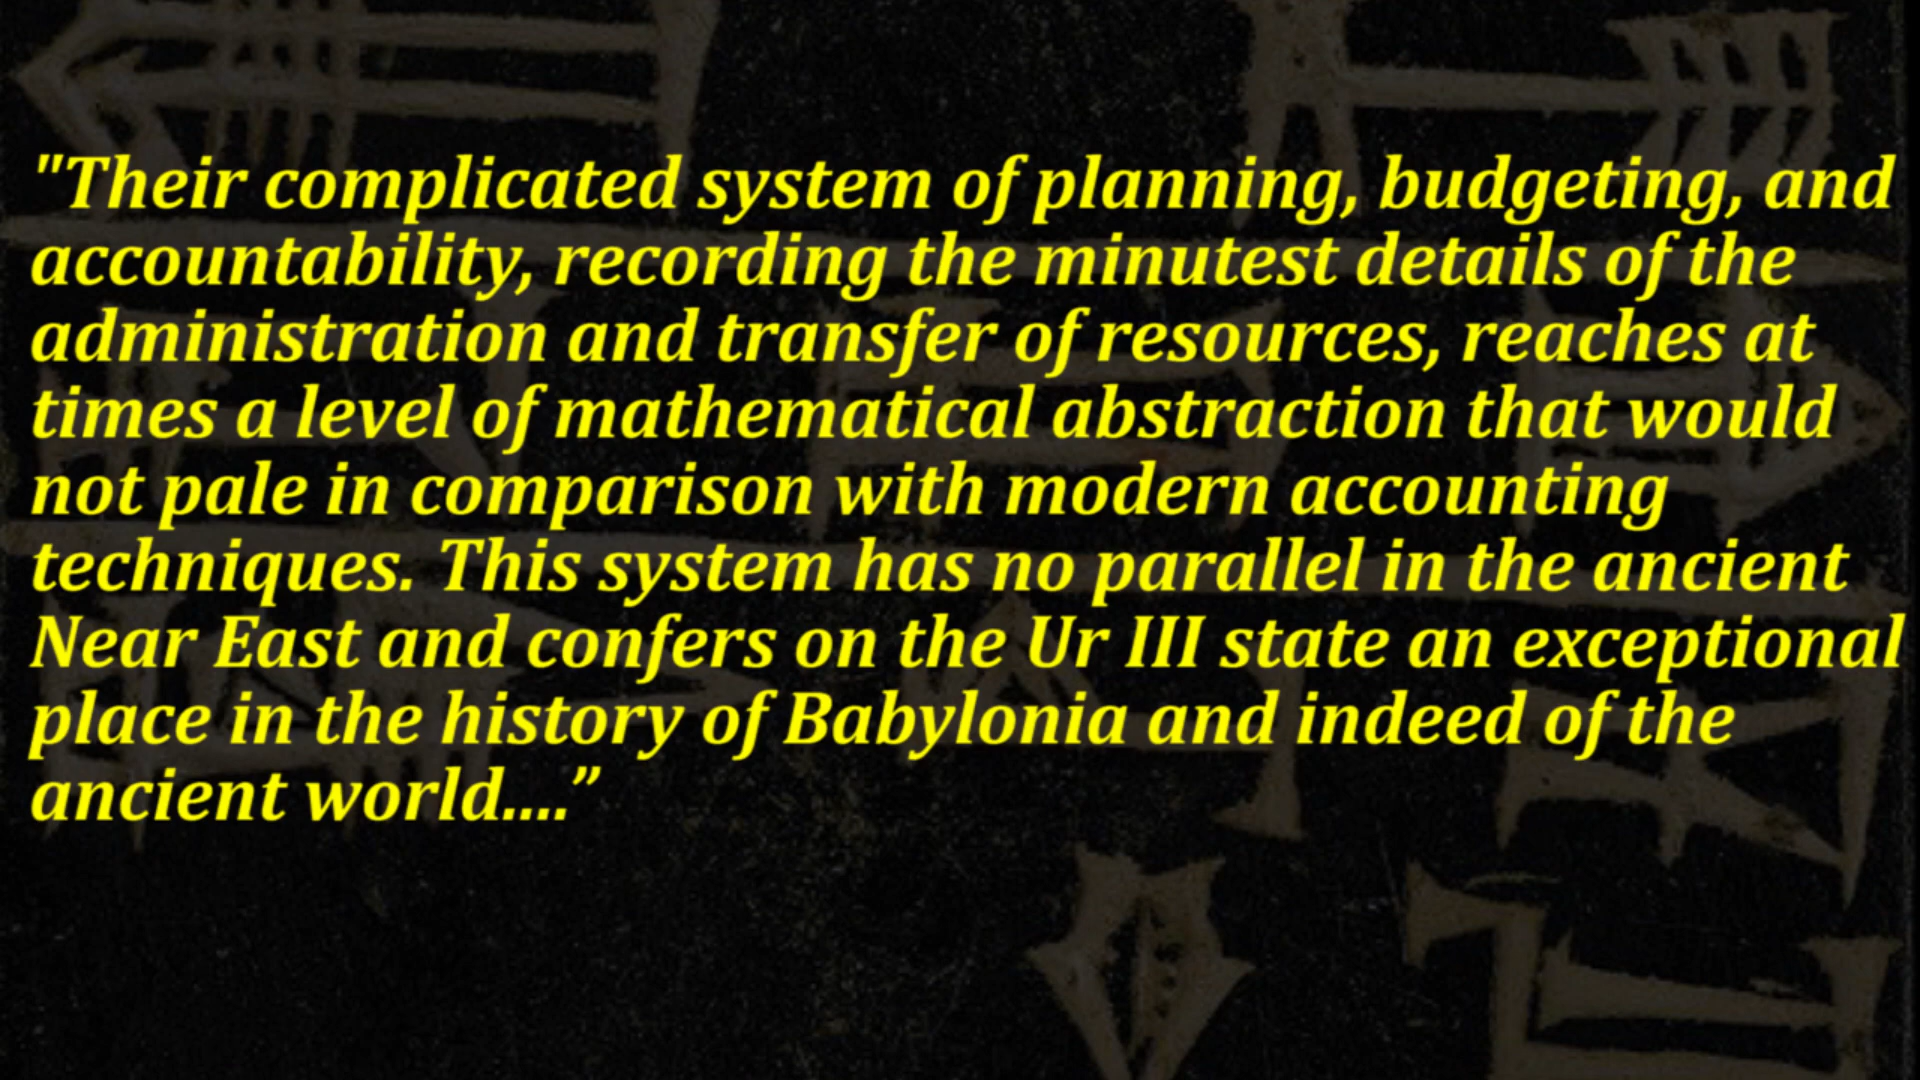 "Their complicated system of planning, budgeting, and
accountability, recording the minutest details of the
administration and transfer of resources, reaches at
times a level of mathematical abstraction that would
not pale in comparison with modern accounting
techniques. This system has no parallel in the ancient
Near East and confers on the Ur III state an exceptional
place in the history of Babylonia and indeed of the
ancient world....”